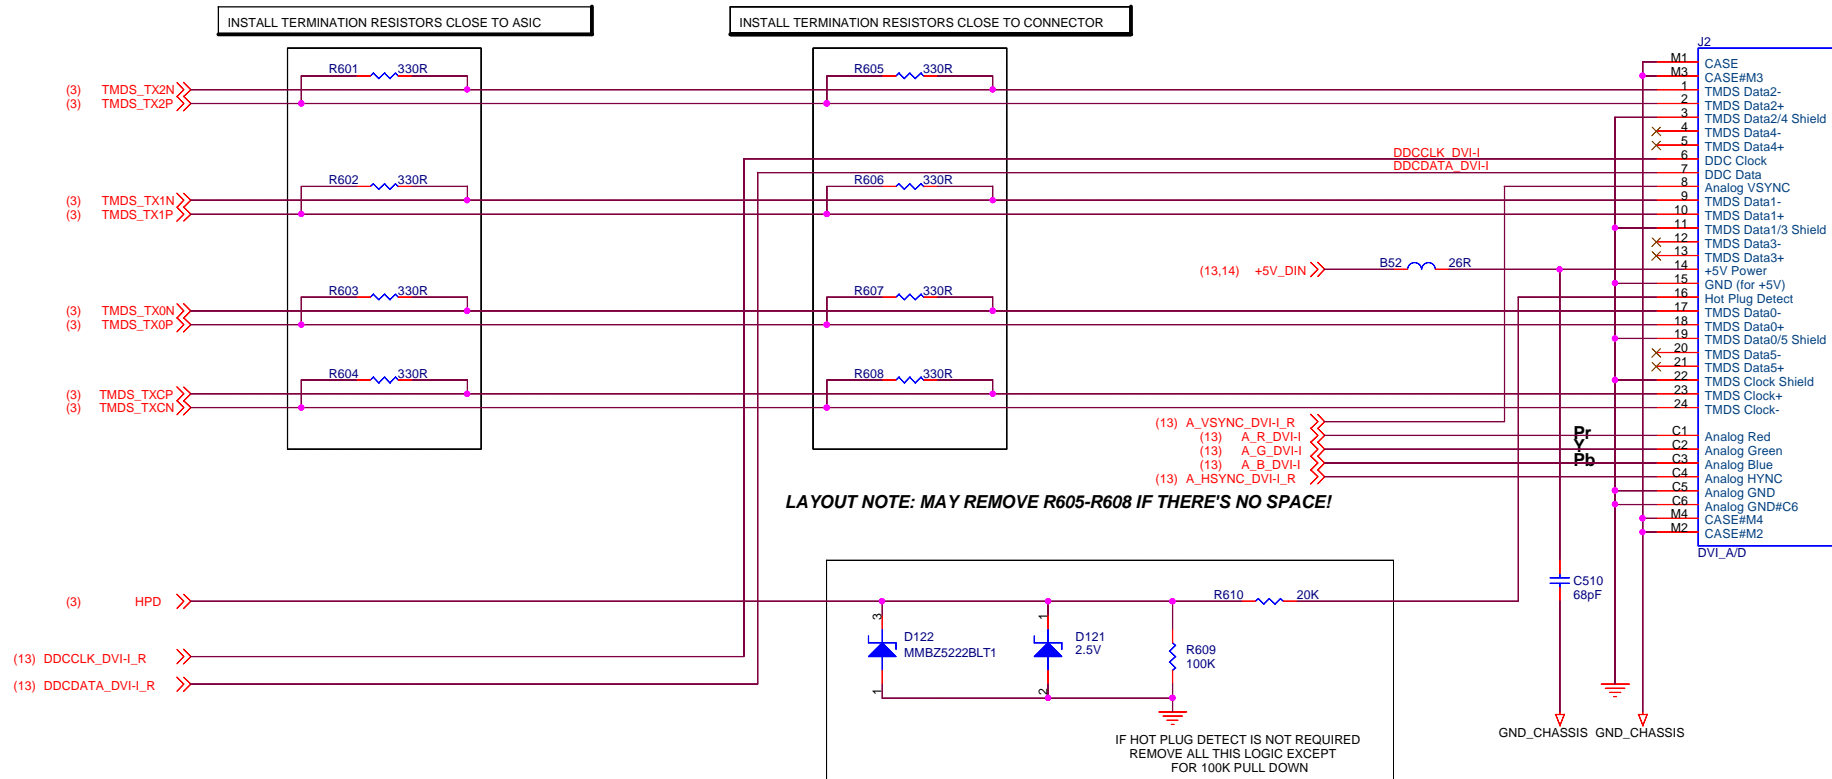 INSTALL TERMINATION RESISTORS CLOSE TO ASIC
INSTALL TERMINATION RESISTORS CLOSE TO CONNECTOR
R601 330R
R605 330R
(3) TMDS_TX2N
(3) TMDS_TX2P
R602 330R
R606 330R
(3) TMDS_TX1N
(3) TMDS_TX1P
R603 330R
R607 330R
(3) TMDS_TX0N
(3) TMDS_TX0P
R604 330R
R608 330R
(3) TMDS_TXCP
(3) TMDS_TXCN
DDCCLK_DVI-I
DDCDATA_DVI-I
(13,14) +5V_DIN
B52 26R
(13) A_VSYNC_DVI-I_R
(13) A_R_DVI-I
(13) A_G_DVI-I
(13) A_B_DVI-I
(13) A_HSYNC_DVI-I_R
Pr
Y
Pb
LAYOUT NOTE: MAY REMOVE R605-R608 IF THERE'S NO SPACE!
J2
M1 CASE
M3 CASE#M3
1 TMDS Data2-
2 TMDS Data2+
3 TMDS Data2/4 Shield
4 TMDS Data4-
5 TMDS Data4+
6 DDC Clock
7 DDC Data
8 Analog VSYNC
9 TMDS Data1-
10 TMDS Data1+
11 TMDS Data1/3 Shield
12 TMDS Data3-
13 TMDS Data3+
14 +5V Power
15 GND (for +5V)
16 Hot Plug Detect
17 TMDS Data0-
18 TMDS Data0+
19 TMDS Data0/5 Shield
20 TMDS Data5-
21 TMDS Data5+
22 TMDS Clock Shield
23 TMDS Clock+
24 TMDS Clock-
C1 Analog Red
C2 Analog Green
C3 Analog Blue
C4 Analog HYNC
C5 Analog GND
C6 Analog GND#C6
M4 CASE#M4
M2 CASE#M2
DVI_A/D
C510
68pF
GND_CHASSIS GND_CHASSIS
(3) HPD
(13) DDCCLK_DVI-I_R
(13) DDCDATA_DVI-I_R
R610 20K
3
D122
MMBZ5222BLT1
1
1
D121
2.5V
2
R609
100K
IF HOT PLUG DETECT IS NOT REQUIRED
REMOVE ALL THIS LOGIC EXCEPT
FOR 100K PULL DOWN